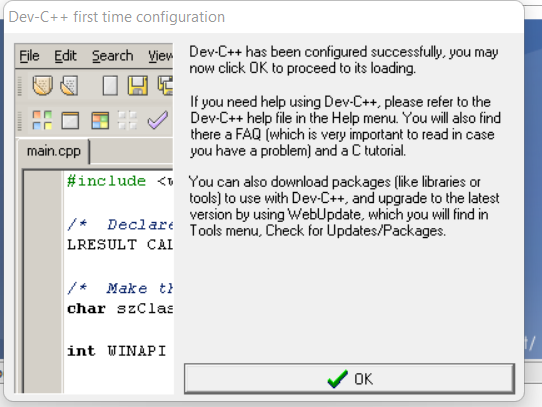 Dev-C++ first time configuration
File Edit Search View
main.cpp
#include <w
/* Declare
LRESULT CAL
/* Make th
char szClas
int WINAPI
Dev-C++ has been configured successfully, you may
now click OK to proceed to its loading.
If you need help using Dev-C++, please refer to the
Dev-C++ help file in the Help menu. You will also find
there a FAQ (which is very important to read in case
you have a problem) and a C tutorial.
You can also download packages (like libraries or
tools) to use with Dev-C++, and upgrade to the latest
version by using WebUpdate, which you will find in
Tools menu, Check for Updates/Packages.
OK